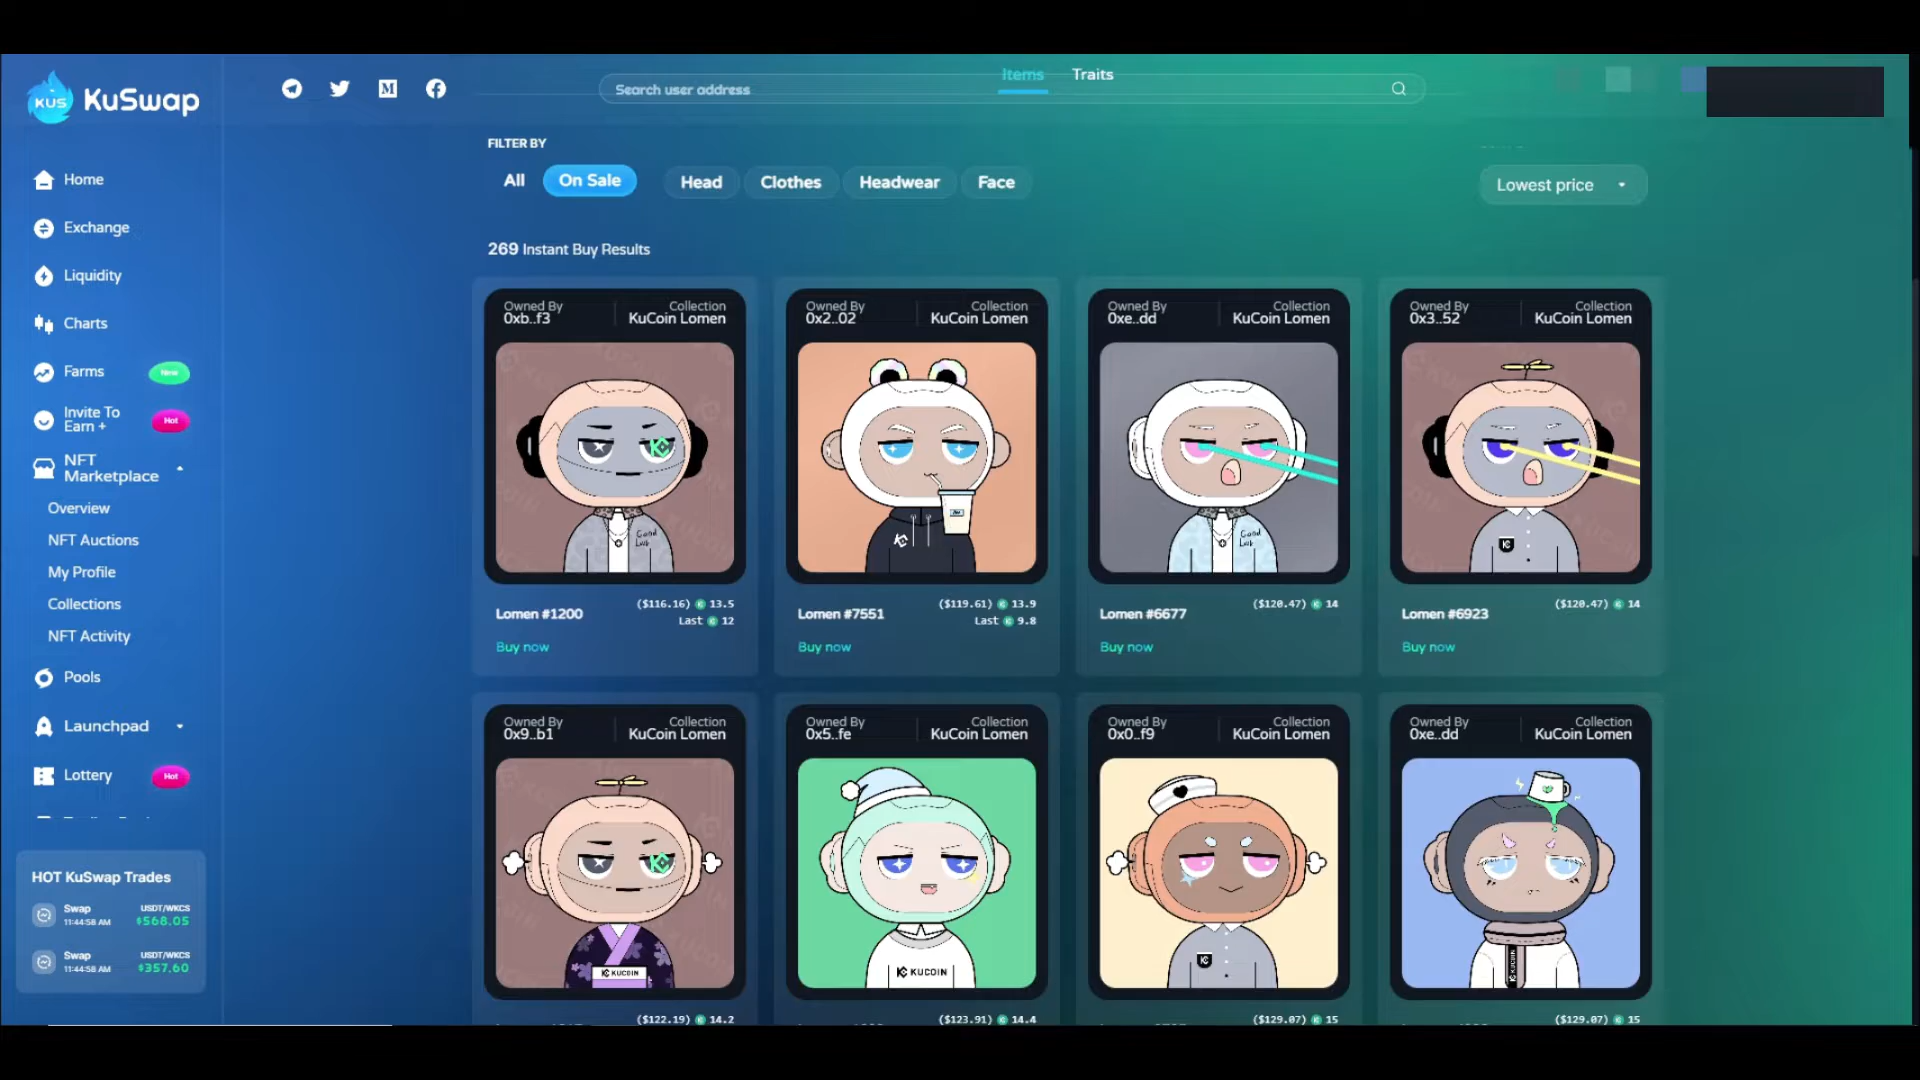 KUS KuSwap
Search user address
Items
Traits
Home
Exchange
Liquidity
Charts
Farms
New
Invite To
Earn +
Hot
NFT
Marketplace
Overview
NFT Auctions
My Profile
Collections
NFT Activity
Pools
Launchpad
Lottery
Hot
HOT KuSwap Trades
Swap USDT/WKCS
11:44:58 AM $568.05
Swap USDT/WKCS
11:44:58 AM $357.60
FILTER BY
All On Sale Head Clothes Headwear Face
Lowest price
269 Instant Buy Results
Owned By Collection
0xb..f3 KuCoin Lomen
Good
Luck
Lomen #1200
($116.16) 13.5
Last 12
Buy now
Owned By Collection
0x2..02 KuCoin Lomen
Lomen #7551
($119.61) 13.9
Last 9.8
Buy now
Owned By Collection
0xe..dd KuCoin Lomen
Good
Luck
Lomen #6677
($120.47) 14
Buy now
Owned By Collection
0x3..52 KuCoin Lomen
Lomen #6923
($120.47) 14
Buy now
Owned By Collection
0x9..b1 KuCoin Lomen
KUCOIN
($122.19) 14.2
Owned By Collection
0x5..fe KuCoin Lomen
KUCOIN
($123.91) 14.4
Owned By Collection
0x0..f9 KuCoin Lomen
($129.07) 15
Owned By Collection
0xe..dd KuCoin Lomen
KUCOIN
($129.07) 15